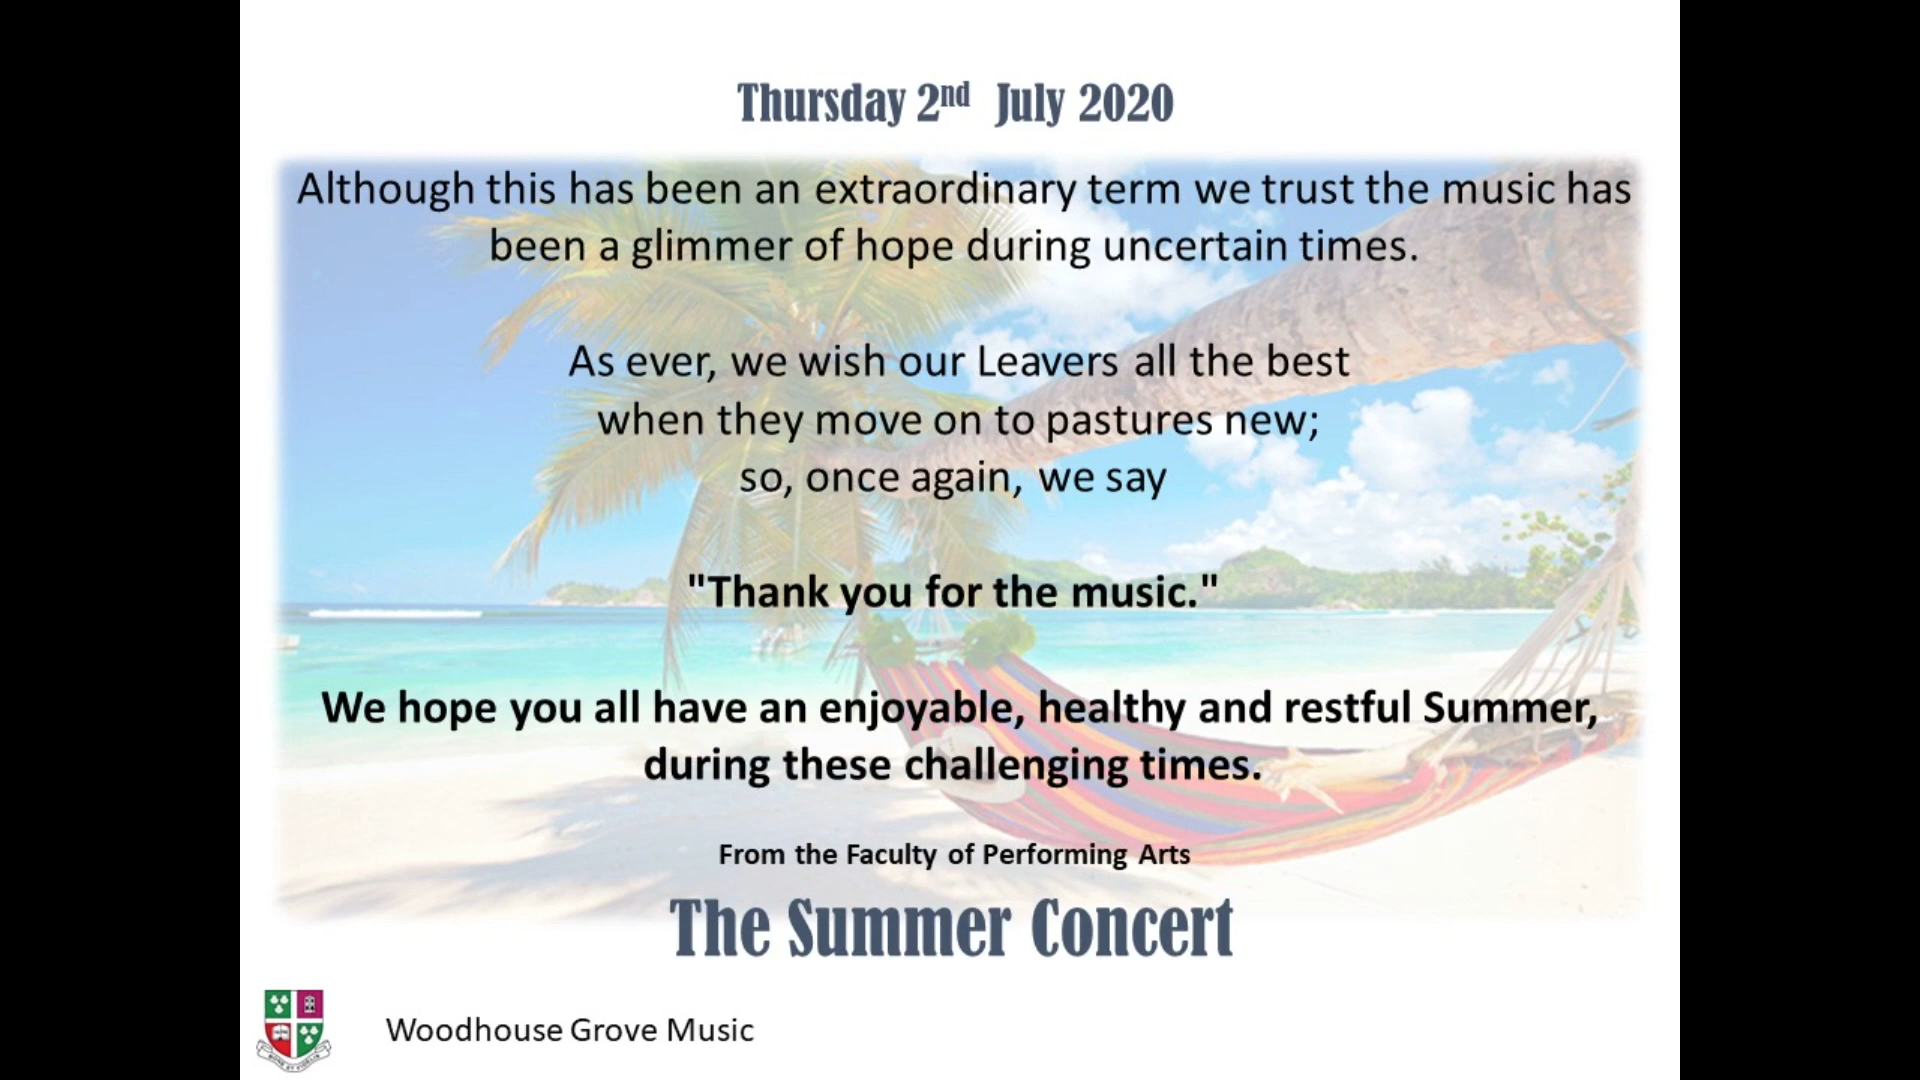 Thursday 2nd July 2020
Although this has been an extraordinary term we trust the music has
been a glimmer of hope during uncertain times.
As ever, we wish our Leavers all the best
when they move on to pastures new;
so, once again, we say
"Thank you for the music."
We hope you all have an enjoyable, healthy and restful Summer,
during these challenging times.
From the Faculty of Performing Arts
The Summer Concert
Woodhouse Grove Music